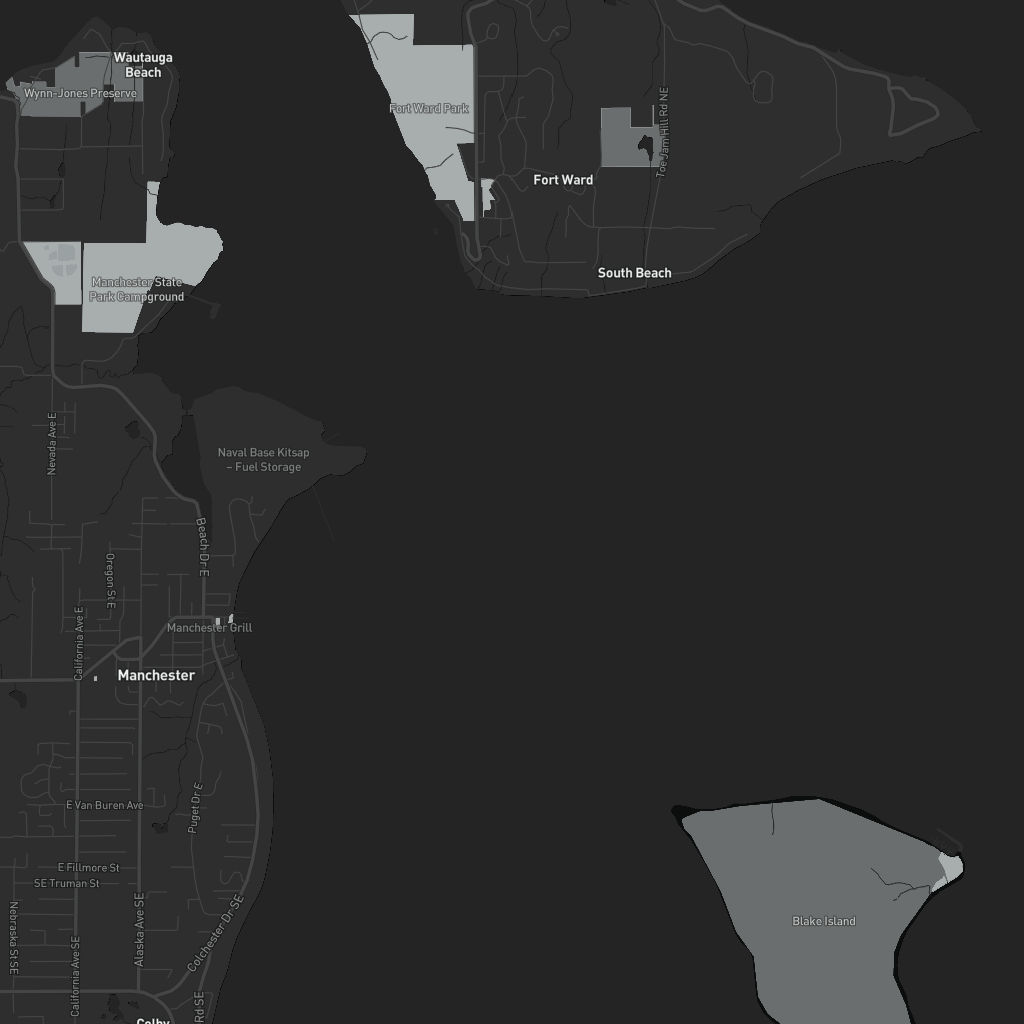 Wautauga
Beach
Wynn-Jones Preserve
Fort Ward Park
Toe Jam Hill Rd NE
Fort Ward
South Beach
Manchester State
Park Campground
Nevada Ave E
Naval Base Kitsap
– Fuel Storage
Beach Dr E
Oregon St E
California Ave E
Manchester Grill
Manchester
E Van Buren Ave
Puget Dr E
E Fillmore St
SE Truman St
Nebraska St SE
California Ave SE
Alaska Ave SE
Colchester Dr SE
Rd SE
Colby
Blake Island